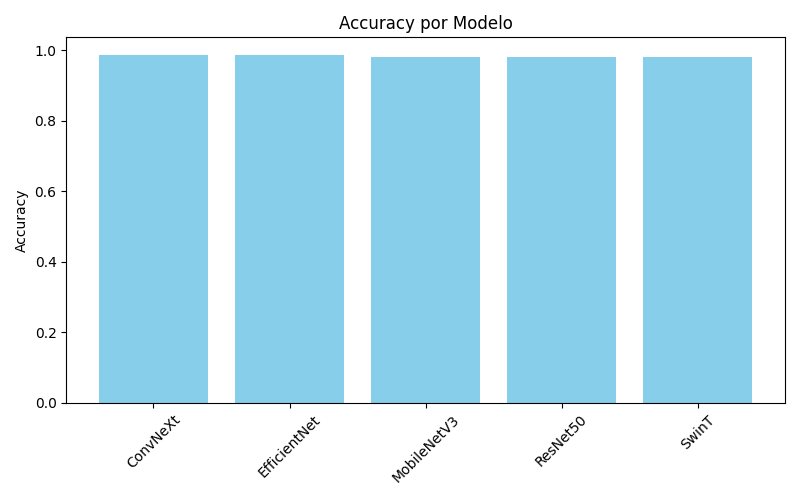 Accuracy por Modelo
Accuracy
1.0
0.8
0.6
0.4
0.2
0.0
ConvNeXt
EfficientNet
MobileNetV3
ResNet50
SwinT